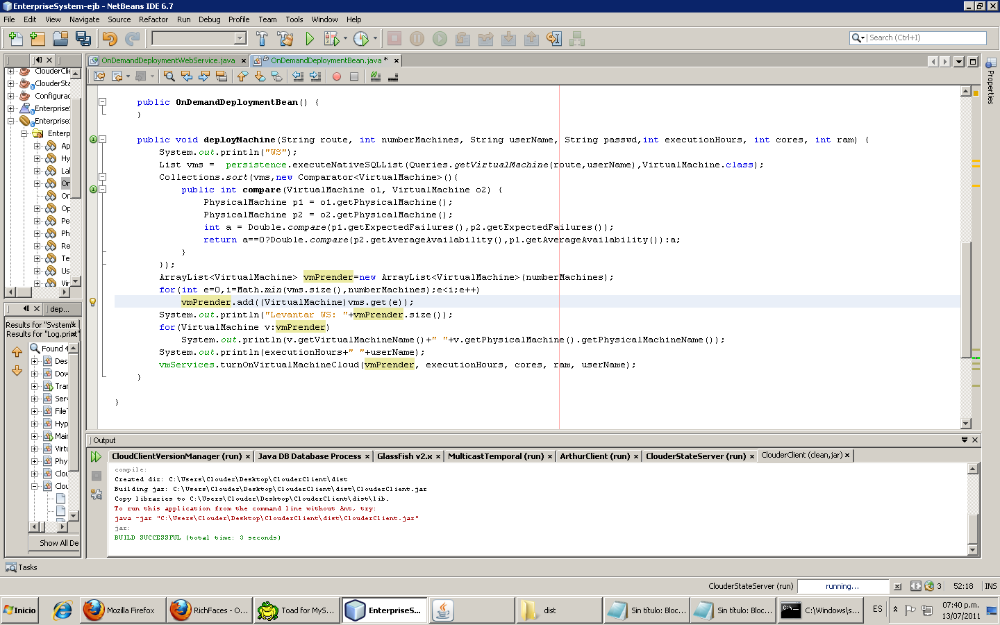 EnterpriseSystem-ejb - NetBeans IDE 6.7
File Edit View Navigate Source Refactor Run Debug Profile Team Tools Window Help
Search (Ctrl+I)
OnDemandDeploymentWebService.java
OnDemandDeploymentBean.java *
Properties
ClouderClie
ClouderSta
Configurac
Enterprise
Enterprise
Enterp
Ap
Hy
Lal
On
On
Op
Pe
Ph
Re
Te
Us
Vir
public OnDemandDeploymentBean() {
}
public void deployMachine(String route, int numberMachines, String userName, String passwd,int executionHours, int cores, int ram) {
System.out.println("WS");
List vms =  persistence.executeNativeSQLList(Queries.getVirtualMachine(route,userName),VirtualMachine.class);
Collections.sort(vms,new Comparator<VirtualMachine>(){
public int compare(VirtualMachine o1, VirtualMachine o2) {
PhysicalMachine p1 = o1.getPhysicalMachine();
PhysicalMachine p2 = o2.getPhysicalMachine();
int a = Double.compare(p1.getExpectedFailures(),p2.getExpectedFailures());
return a==0?Double.compare(p2.getAverageAvailability(),p1.getAverageAvailability()):a;
}
});
ArrayList<VirtualMachine> vmPrender=new ArrayList<VirtualMachine>(numberMachines);
for(int e=0,i=Math.min(vms.size(),numberMachines);e<i;e++)
vmPrender.add((VirtualMachine)vms.get(e));
System.out.println("Levantar WS: "+vmPrender.size());
for(VirtualMachine v:vmPrender)
System.out.println(v.getVirtualMachineName()+" "+v.getPhysicalMachine().getPhysicalMachineName());
System.out.println(executionHours+" "+userName);
vmServices.turnOnVirtualMachineCloud(vmPrender, executionHours, cores, ram, userName);
}
}
dep...
Results for "System
Results for "Log.print"
Found 4
Des
Dow
Trar
Serv
FileT
Hyp
Main
Virtu
Phy
Clou
Clou
Show All De
Output
CloudClientVersionManager (run) Java DB Database Process GlassFish v2.x MulticastTemporal (run) ArthurClient (run) ClouderStateServer (run) ClouderClient (clean,jar)
compile:
Created dir: C:\Users\Clouder\Desktop\ClouderClient\dist
Building jar: C:\Users\Clouder\Desktop\ClouderClient\dist\ClouderClient.jar
Copy libraries to C:\Users\Clouder\Desktop\ClouderClient\dist\lib.
To run this application from the command line without Ant, try:
java -jar "C:\Users\Clouder\Desktop\ClouderClient\dist\ClouderClient.jar"
jar:
BUILD SUCCESSFUL (total time: 3 seconds)
Tasks
ClouderStateServer (run) running... 3 52:18 INS
Inicio Mozilla Firefox RichFaces - O... Toad for MyS... EnterpriseS... dist Sin título: Bloc... Sin título: Bloc... C:\Windows\s... ES 07:40 p.m.
13/07/2011